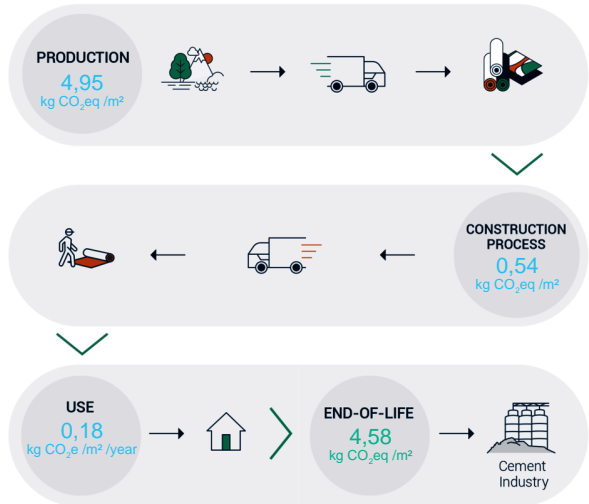 PRODUCTION
4,95
kg CO₂eq /m²
CONSTRUCTION
PROCESS
0,54
kg CO₂eq /m²
USE
0,18
kg CO₂e /m² /year
END-OF-LIFE
4,58
kg CO₂eq /m²
Cement
Industry